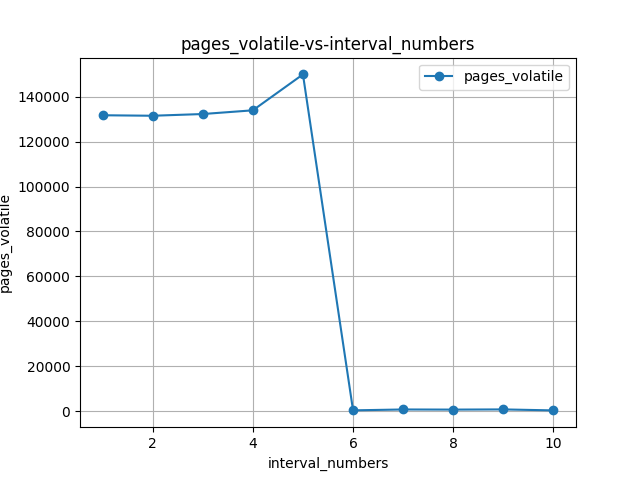 pages_volatile-vs-interval_numbers
pages_volatile
140000
120000
100000
80000
60000
40000
20000
0
pages_volatile
2 4 6 8 10
interval_numbers